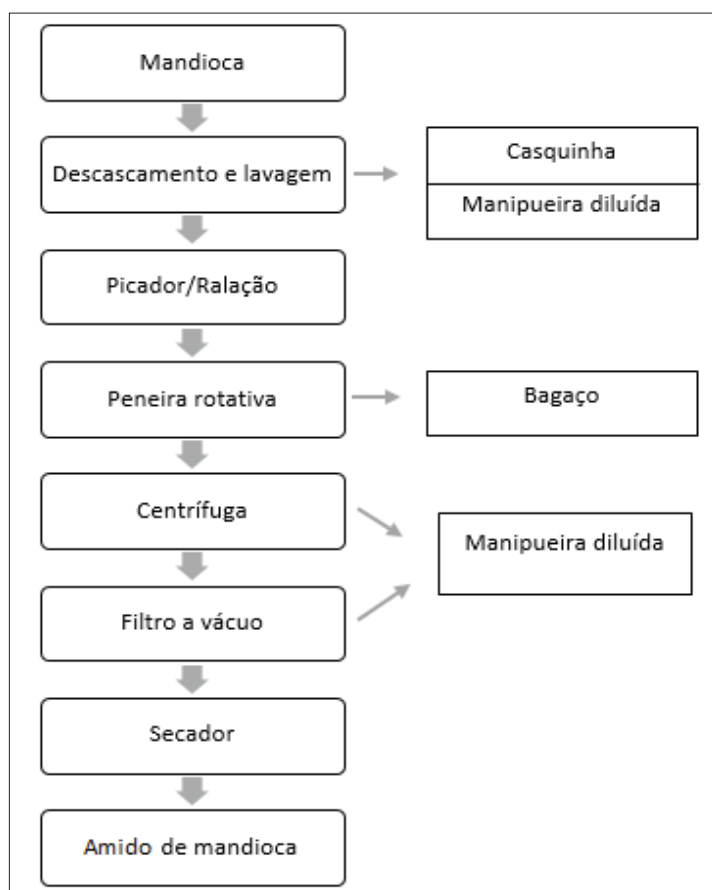 Mandioca
Descascamento e lavagem
Casquinha
Manipueira diluída
Picador/Ralação
Peneira rotativa
Bagaço
Centrífuga
Manipueira diluída
Filtro a vácuo
Secador
Amido de mandioca